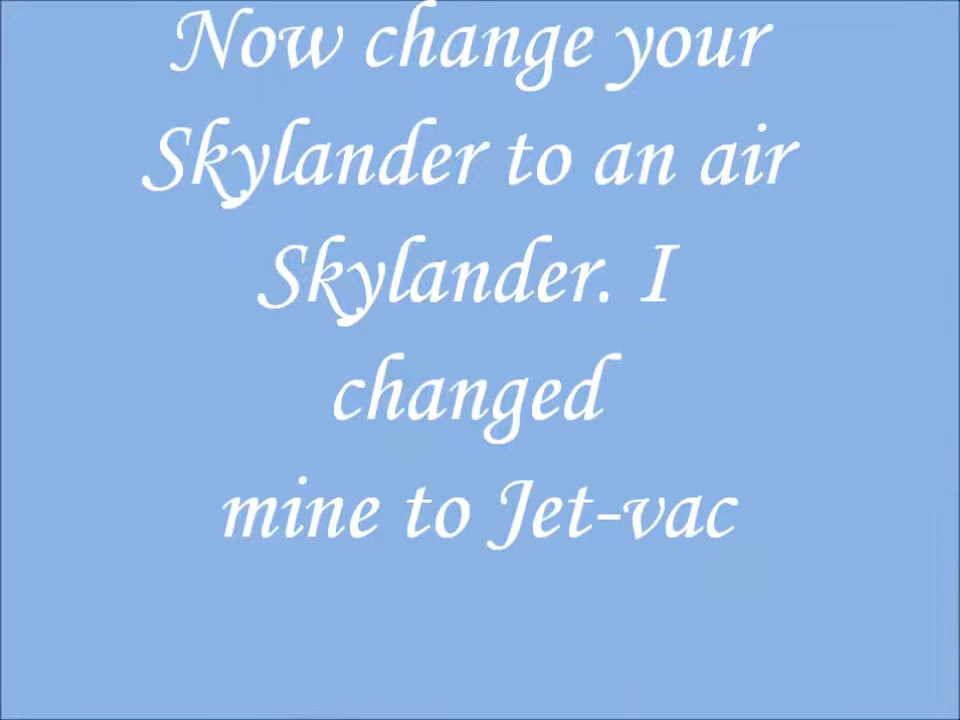 Now change your
Skylander to an air
Skylander. I
changed
mine to Jet-vac